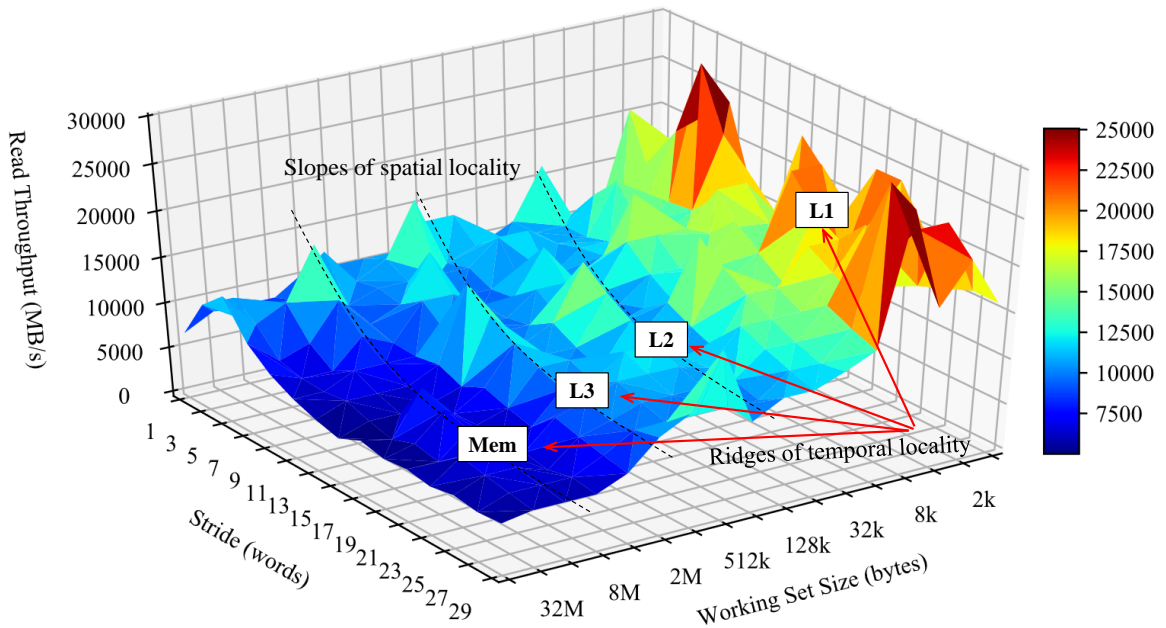 30000
25000
20000
15000
10000
5000
0
Read Throughput (MB/s)
Slopes of spatial locality
L1
L2
L3
Mem
Ridges of temporal locality
1
3
5
7
9
11
13
15
17
19
21
23
25
27
29
Stride (words)
32M
8M
2M
512k
128k
32k
8k
2k
Working Set Size (bytes)
25000
22500
20000
17500
15000
12500
10000
7500